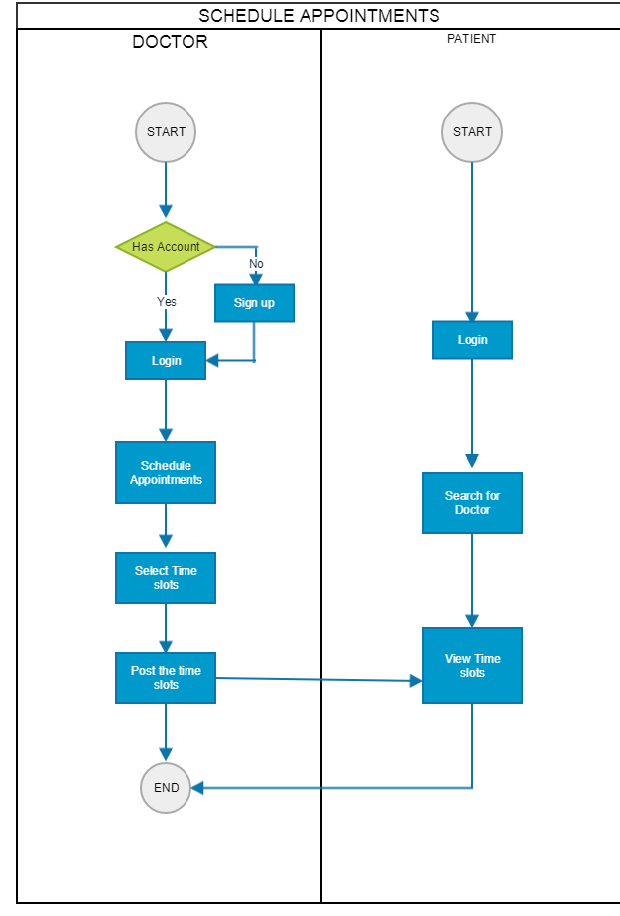 SCHEDULE APPOINTMENTS
DOCTOR
PATIENT
START
START
Has Account
No
Sign up
Yes
Login
Login
Schedule
Appointments
Search for
Doctor
Select Time
slots
Post the time
slots
View Time
slots
END